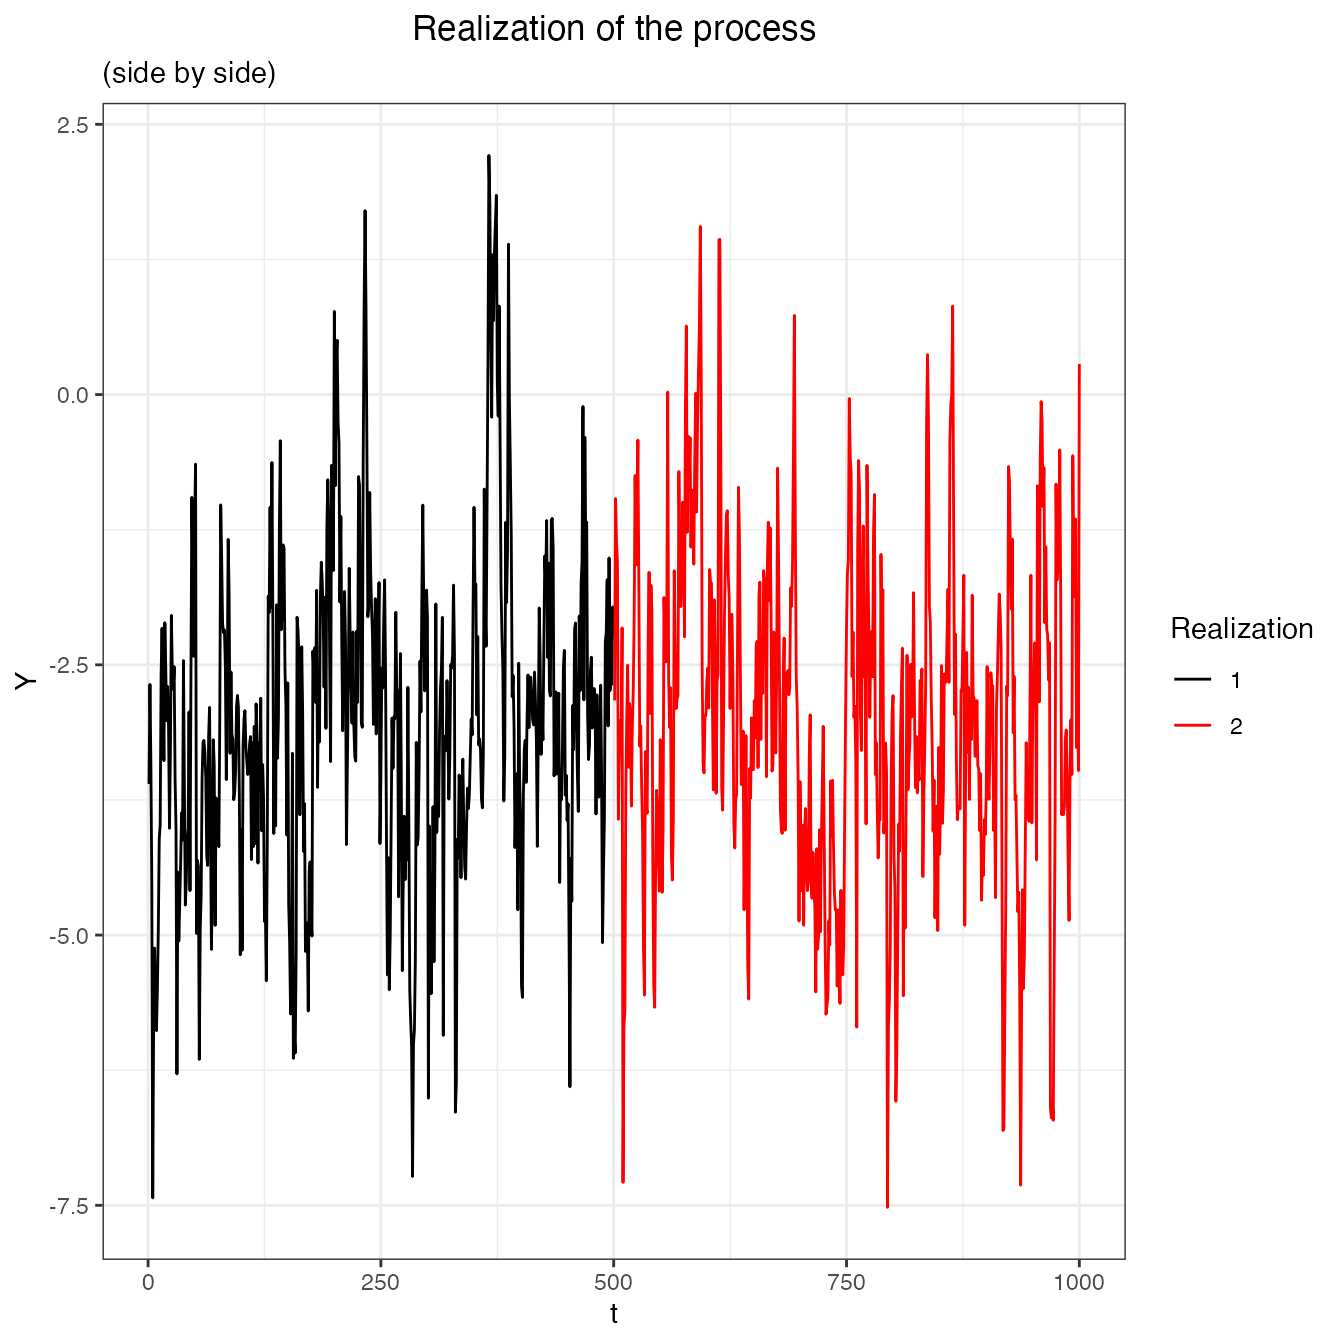 Realization of the process
(side by side)
2.5
0.0
-2.5
-5.0
-7.5
Y
0 250 500 750 1000
t
Realization
1
2